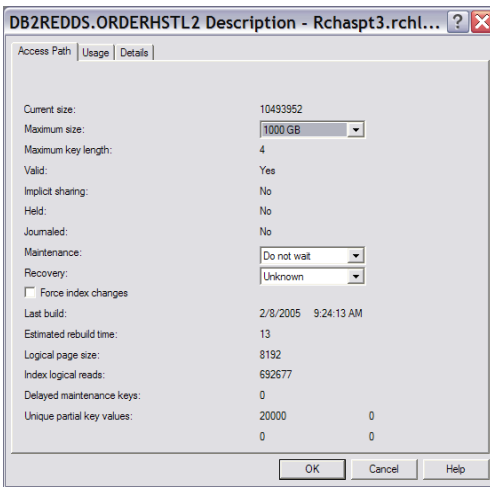 DB2REDDS.ORDERHSTL2 Description - Rchaspt3.rchl...
Access Path Usage Details
Current size: 10493952
Maximum size: 1000 GB
Maximum key length: 4
Valid: Yes
Implicit sharing: No
Held: No
Journaled: No
Maintenance: Do not wait
Recovery: Unknown
Force index changes
Last build: 2/8/2005 9:24:13 AM
Estimated rebuild time: 13
Logical page size: 8192
Index logical reads: 692677
Delayed maintenance keys: 0
Unique partial key values: 20000 0
0 0
OK Cancel Help